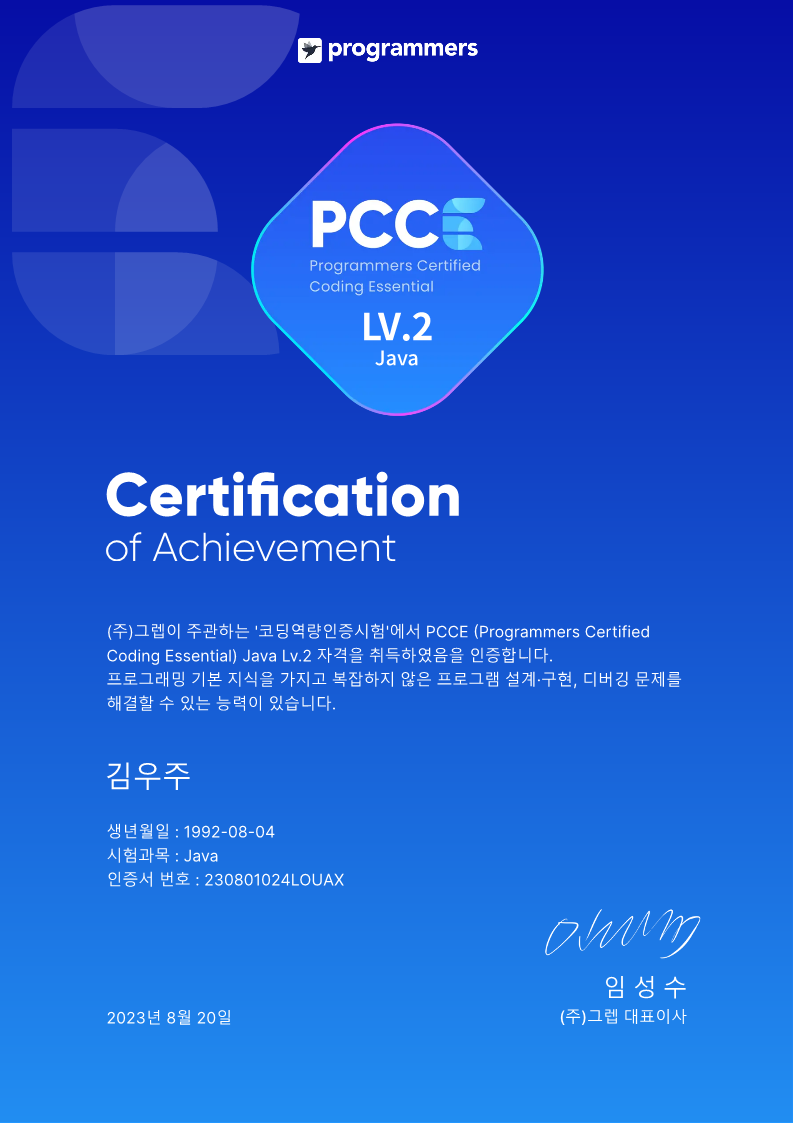 programmers
PCCE
Programmers Certified
Coding Essential
LV.2
Java
Certification
of Achievement
(주)그렙이 주관하는 '코딩역량인증시험'에서 PCCE (Programmers Certified
Coding Essential) Java Lv.2 자격을 취득하였음을 인증합니다.
프로그래밍 기본 지식을 가지고 복잡하지 않은 프로그램 설계·구현, 디버깅 문제를
해결할 수 있는 능력이 있습니다.
김우주
생년월일 : 1992-08-04
시험과목 : Java
인증서 번호 : 230801024LOUAX
임 성 수
2023년 8월 20일
(주)그렙 대표이사